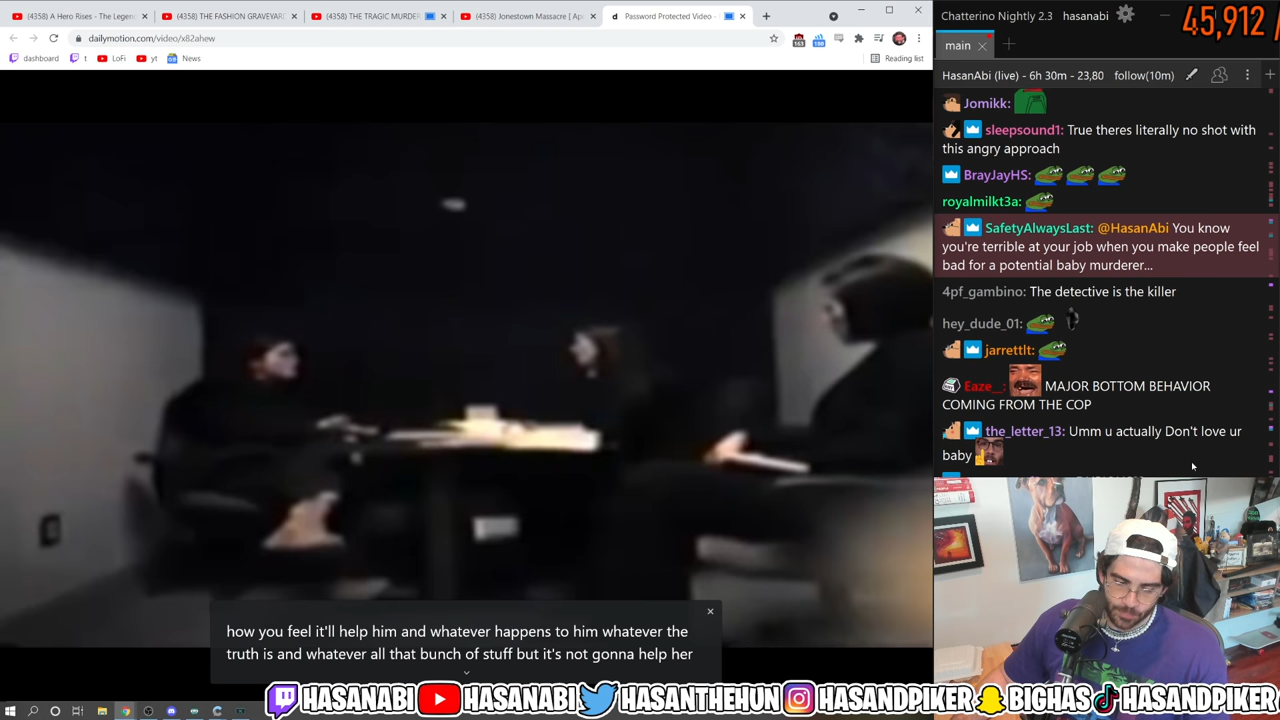 (4358) A Hero Rises - The Legen
(4358) THE FASHION GRAVEYAR
(4358) THE TRAGIC MURDER
(4358) Jonestown Massacre [ Ap
Password Protected Video -
dailymotion.com/video/x82ahew
dashboard
t
LoFi
yt
News
Reading list
how you feel it'll help him and whatever happens to him whatever the
truth is and whatever all that bunch of stuff but it's not gonna help her
Chatterino Nightly 2.3
hasanabi
45,912 /
main
HasanAbi (live) - 6h 30m - 23,80
follow(10m)
Jomikk:
sleepsound1: True theres literally no shot with
this angry approach
BrayJayHS:
royalmilkt3a:
SafetyAlwaysLast: @HasanAbi You know
you're terrible at your job when you make people feel
bad for a potential baby murderer...
4pf_gambino: The detective is the killer
hey_dude_01:
jarrettlt:
Eaze__: MAJOR BOTTOM BEHAVIOR
COMING FROM THE COP
the_letter_13: Umm u actually Don't love ur
baby
HASANABI
HASANABI
HASANTHEHUN
HASANDPIKER
BIGHAS
HASANDPIKER